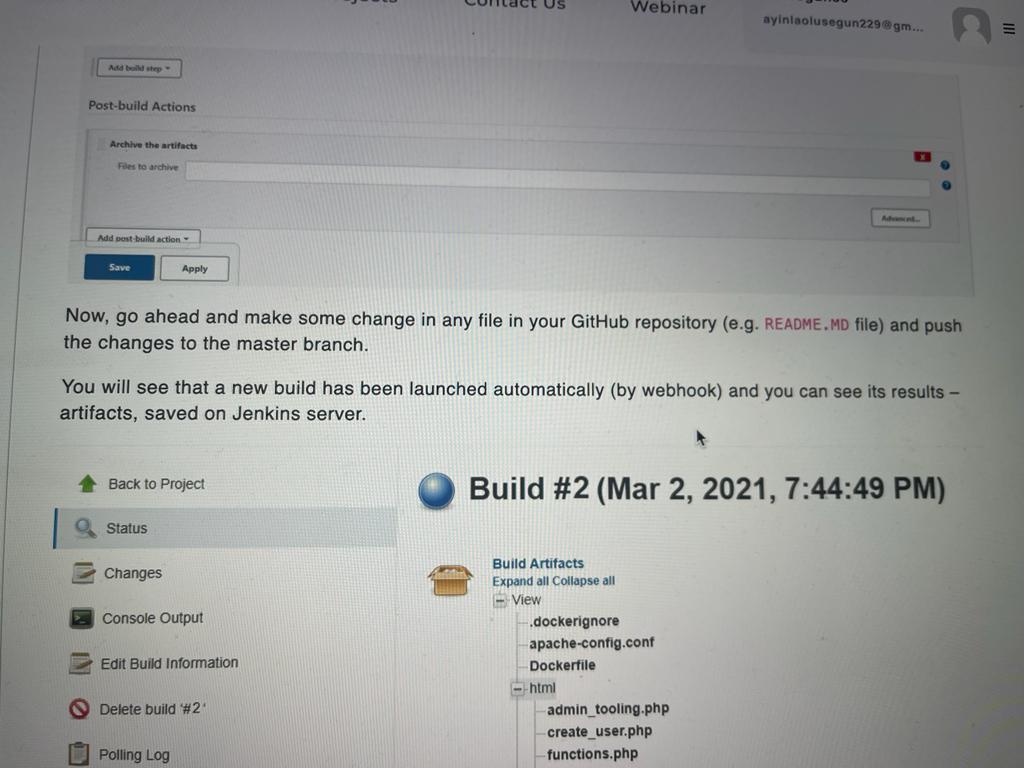 Contact Us
Webinar
ayinlaolusegun229@gm...
Add build step
Post-build Actions
Archive the artifacts
Files to archive
X
?
?
Advanced...
Add post-build action
Save
Apply
Now, go ahead and make some change in any file in your GitHub repository (e.g. README.MD file) and push
the changes to the master branch.
You will see that a new build has been launched automatically (by webhook) and you can see its results –
artifacts, saved on Jenkins server.
Back to Project
Status
Changes
Console Output
Edit Build Information
Delete build '#2'
Polling Log
Build #2 (Mar 2, 2021, 7:44:49 PM)
Build Artifacts
Expand all Collapse all
View
.dockerignore
apache-config.conf
Dockerfile
html
admin_tooling.php
create_user.php
functions.php